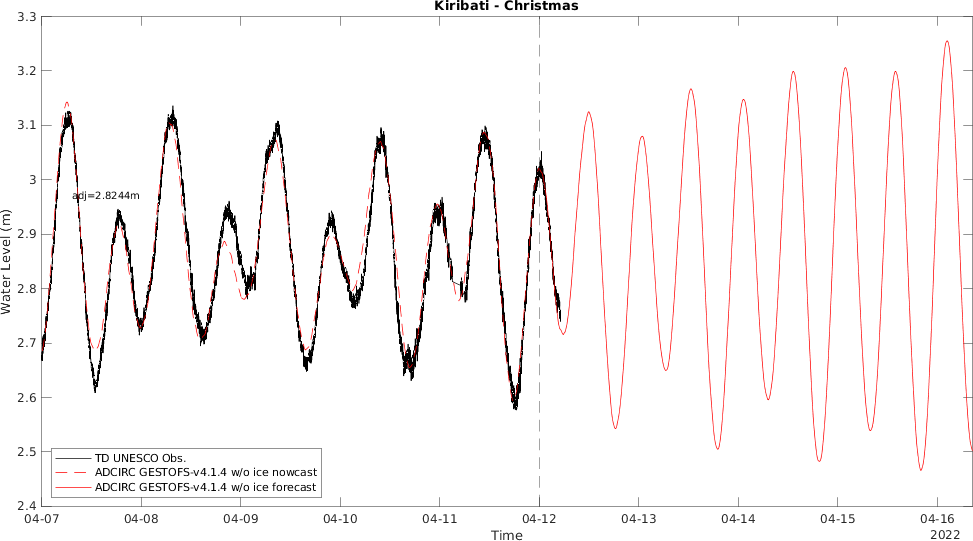 Kiribati - Christmas
3.3
3.2
3.1
3
2.9
2.8
2.7
2.6
2.5
2.4
Water Level (m)
adj=2.8244m
TD UNESCO Obs.
ADCIRC GESTOFS-v4.1.4 w/o ice nowcast
ADCIRC GESTOFS-v4.1.4 w/o ice forecast
04-07 04-08 04-09 04-10 04-11 04-12 04-13 04-14 04-15 04-16
Time
2022